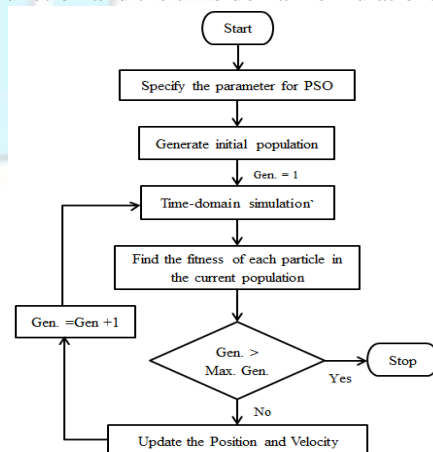 Start
Specify the parameter for PSO
Generate initial population
Gen. = 1
Time-domain simulation`
Find the fitness of each particle in
the current population
Gen. =Gen +1
Gen. >
Max. Gen.
Yes
Stop
No
Update the Position and Velocity